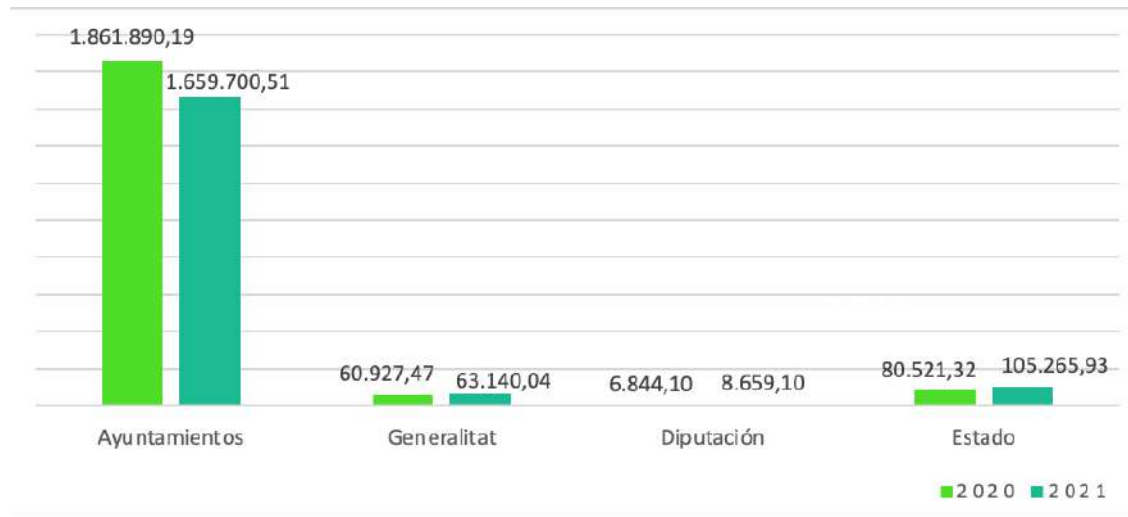 1.861.890,19
1.659.700,51
60.927,47 63.140,04 6.844,10 8.659,10 80.521,32 105.265,93
Ayuntamientos Generalitat Diputación Estado
2020 2021